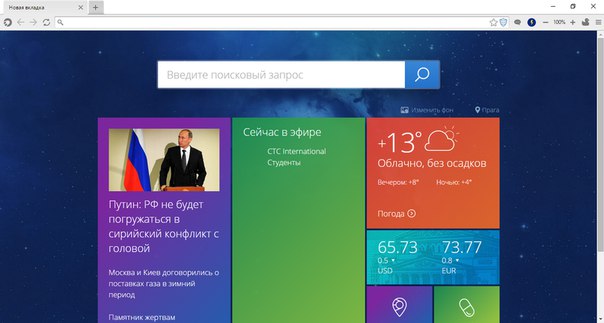 Новая вкладка
100%
Введите поисковый запрос
Изменить фон
Прага
Путин: РФ не будет
погружаться в
сирийский конфликт с
головой
Москва и Киев договорились о
поставках газа в зимний
период
Памятник жертвам
Сейчас в эфире
СТС International
Студенты
+13°
Облачно, без осадков
Вечером: +8° Ночью: +4°
Погода
65.73 73.77
0.5 ▼ 0.8 ▼
USD EUR